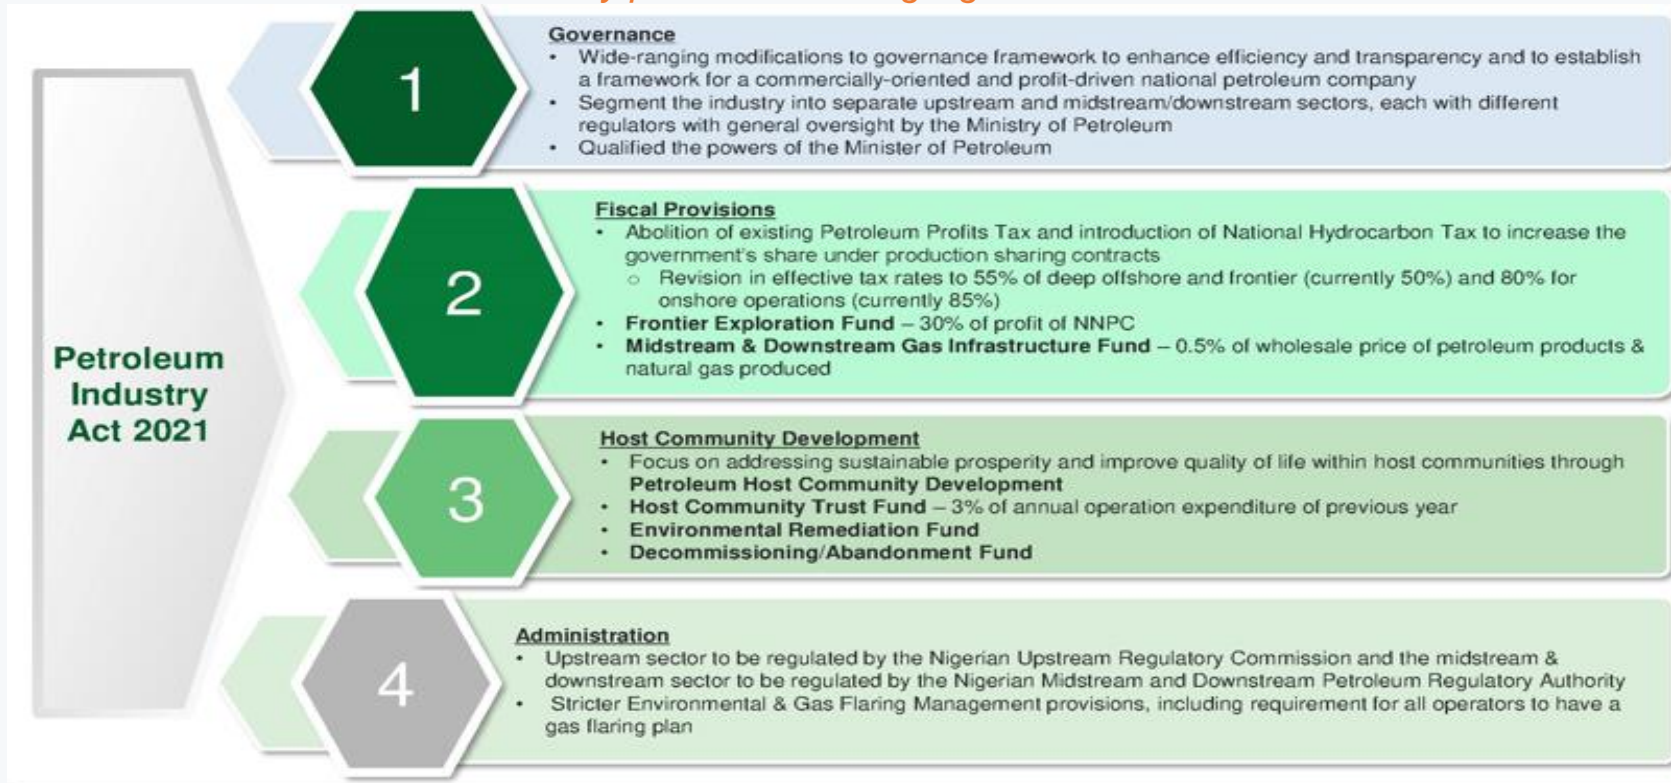 Petroleum
Industry
Act 2021
1
Governance
• Wide-ranging modifications to governance framework to enhance efficiency and transparency and to establish
a framework for a commercially-oriented and profit-driven national petroleum company
• Segment the industry into separate upstream and midstream/downstream sectors, each with different
regulators with general oversight by the Ministry of Petroleum
• Qualified the powers of the Minister of Petroleum
2
Fiscal Provisions
• Abolition of existing Petroleum Profits Tax and introduction of National Hydrocarbon Tax to increase the
government's share under production sharing contracts
○ Revision in effective tax rates to 55% of deep offshore and frontier (currently 50%) and 80% for
onshore operations (currently 85%)
• Frontier Exploration Fund – 30% of profit of NNPC
• Midstream & Downstream Gas Infrastructure Fund – 0.5% of wholesale price of petroleum products &
natural gas produced
3
Host Community Development
• Focus on addressing sustainable prosperity and improve quality of life within host communities through
Petroleum Host Community Development
• Host Community Trust Fund – 3% of annual operation expenditure of previous year
• Environmental Remediation Fund
• Decommissioning/Abandonment Fund
4
Administration
• Upstream sector to be regulated by the Nigerian Upstream Regulatory Commission and the midstream &
downstream sector to be regulated by the Nigerian Midstream and Downstream Petroleum Regulatory Authority
• Stricter Environmental & Gas Flaring Management provisions, including requirement for all operators to have a
gas flaring plan